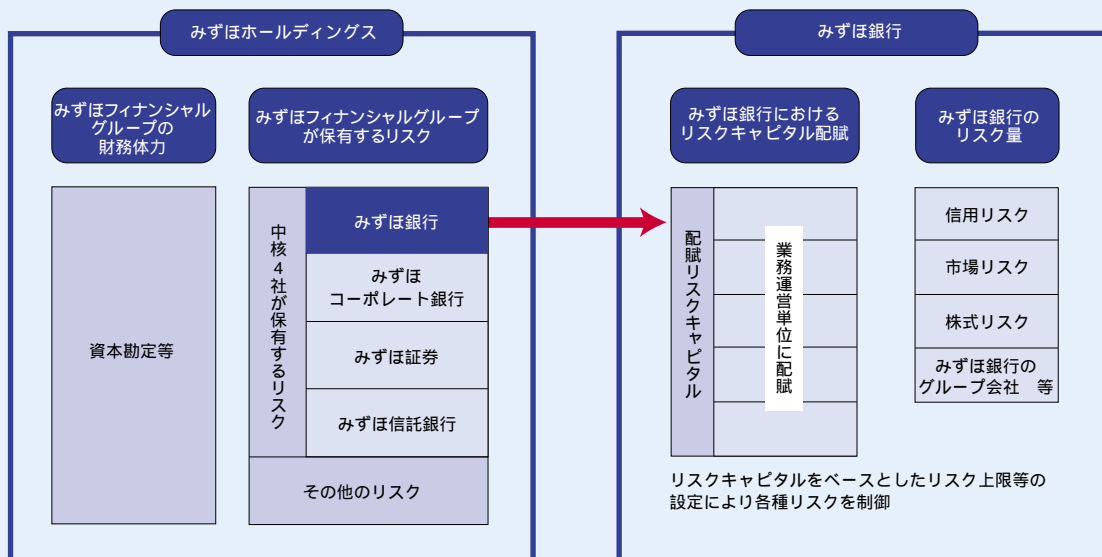 みずほホールディングス
みずほフィナンシャル
グループの
財務体力
みずほフィナンシャルグループ
が保有するリスク
資本勘定等
中核4社が保有するリスク
みずほ銀行
みずほ
コーポレート銀行
みずほ証券
みずほ信託銀行
その他のリスク
みずほ銀行
みずほ銀行における
リスクキャピタル配賦
みずほ銀行の
リスク量
配賦リスクキャピタル
業務運営単位に配賦
信用リスク
市場リスク
株式リスク
みずほ銀行の
グループ会社　等
リスクキャピタルをベースとしたリスク上限等の
設定により各種リスクを制御